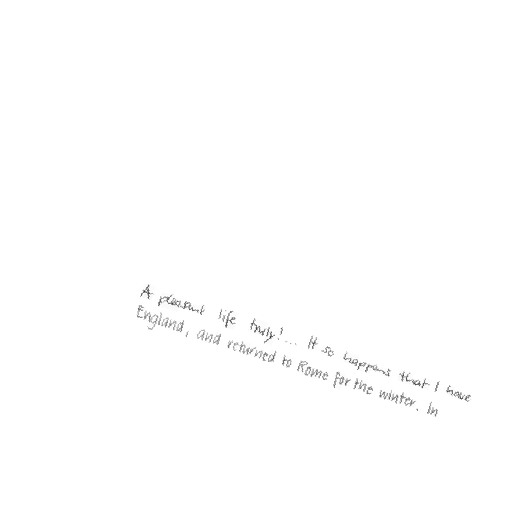 A pleasant life truly! ... It so happens that I have
England, and returned to Rome for the winter. In